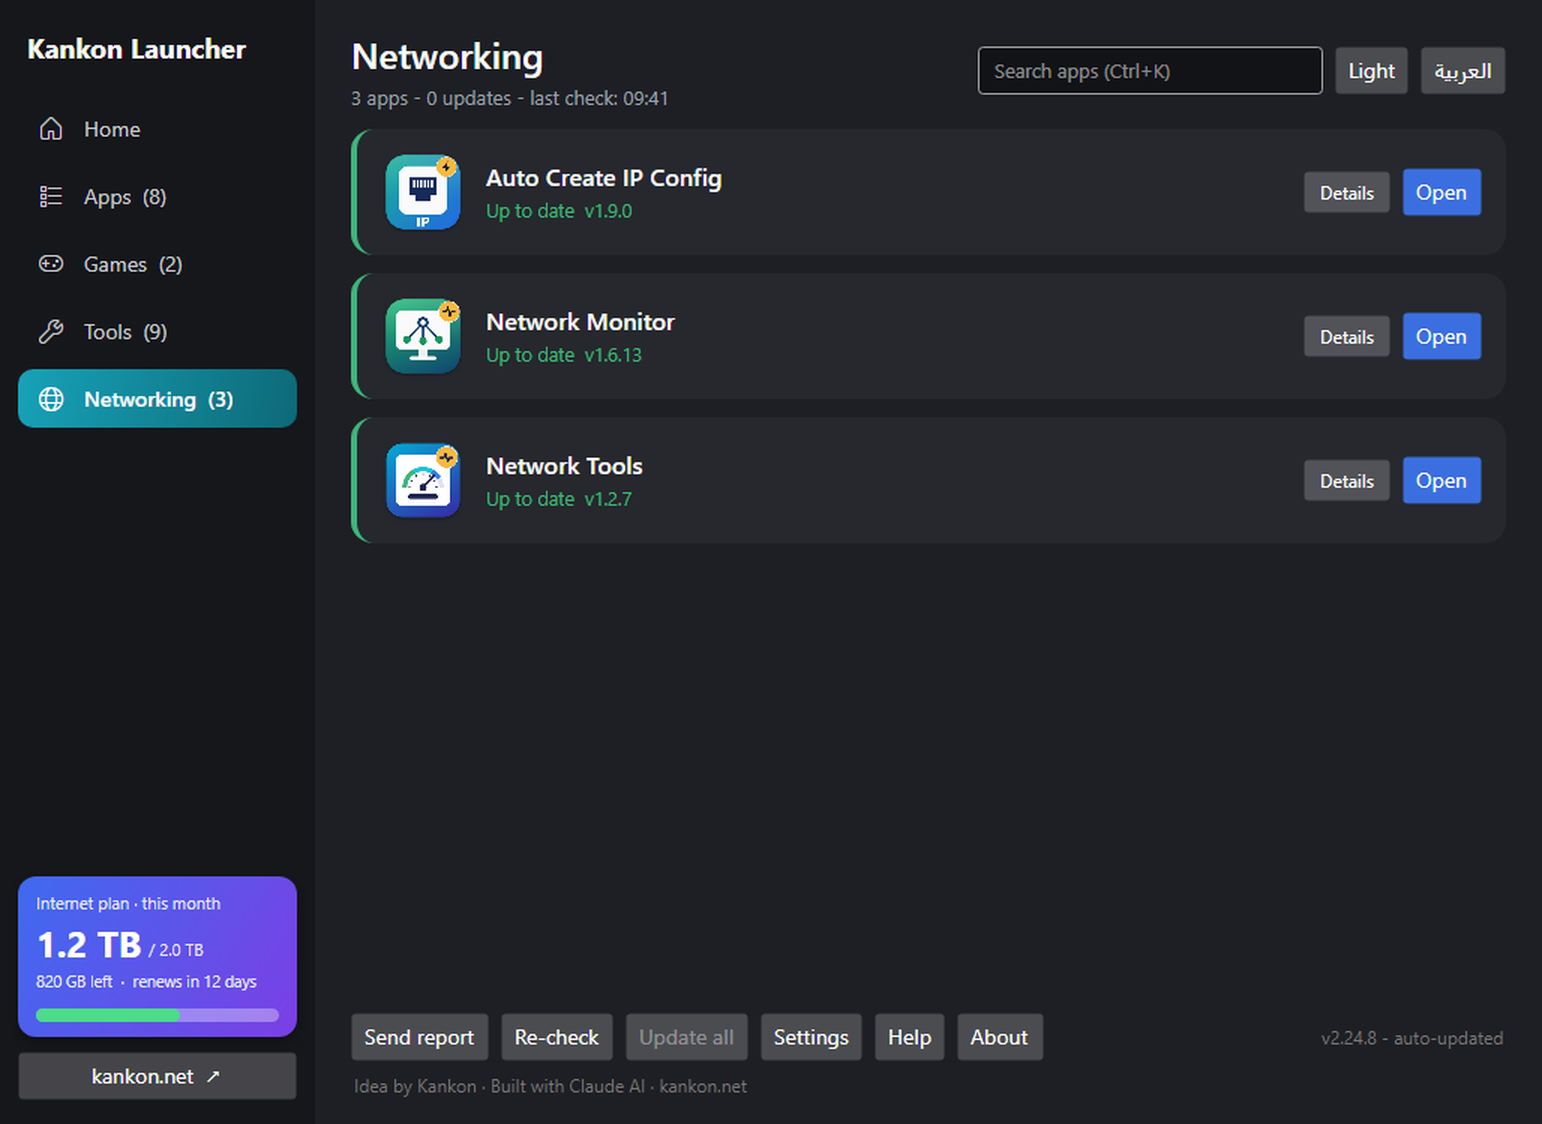 Kankon Launcher
Home
Apps (8)
Games (2)
Tools (9)
Networking (3)
Internet plan · this month
1.2 TB / 2.0 TB
820 GB left · renews in 12 days
kankon.net ↗
Networking
3 apps - 0 updates - last check: 09:41
Search apps (Ctrl+K)
Light
العربية
IP
Auto Create IP Config
Up to date v1.9.0
Details
Open
Network Monitor
Up to date v1.6.13
Details
Open
Network Tools
Up to date v1.2.7
Details
Open
Send report
Re-check
Update all
Settings
Help
About
v2.24.8 - auto-updated
Idea by Kankon · Built with Claude AI · kankon.net